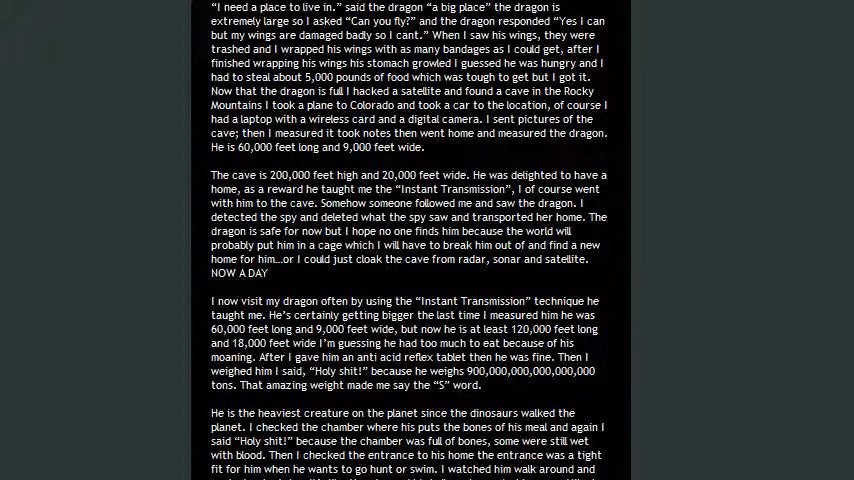 “I need a place to live in.” said the dragon “a big place” the dragon is
extremely large so I asked “Can you fly?” and the dragon responded “Yes I can
but my wings are damaged badly so I cant.” When I saw his wings, they were
trashed and I wrapped his wings with as many bandages as I could get, after I
finished wrapping his wings his stomach growled I guessed he was hungry and I
had to steal about 5,000 pounds of food which was tough to get but I got it.
Now that the dragon is full I hacked a satellite and found a cave in the Rocky
Mountains I took a plane to Colorado and took a car to the location, of course I
had a laptop with a wireless card and a digital camera. I sent pictures of the
cave; then I measured it took notes then went home and measured the dragon.
He is 60,000 feet long and 9,000 feet wide.
The cave is 200,000 feet high and 20,000 feet wide. He was delighted to have a
home, as a reward he taught me the “Instant Transmission”, I of course went
with him to the cave. Somehow someone followed me and saw the dragon. I
detected the spy and deleted what the spy saw and transported her home. The
dragon is safe for now but I hope no one finds him because the world will
probably put him in a cage which I will have to break him out of and find a new
home for him…or I could just cloak the cave from radar, sonar and satellite.
NOW A DAY
I now visit my dragon often by using the “Instant Transmission” technique he
taught me. He’s certainly getting bigger the last time I measured him he was
60,000 feet long and 9,000 feet wide, but now he is at least 120,000 feet long
and 18,000 feet wide I’m guessing he had too much to eat because of his
moaning. After I gave him an anti acid reflex tablet then he was fine. Then I
weighed him I said, “Holy shit!” because he weighs 900,000,000,000,000,000
tons. That amazing weight made me say the “S” word.
He is the heaviest creature on the planet since the dinosaurs walked the
planet. I checked the chamber where his puts the bones of his meal and again I
said “Holy shit!” because the chamber was full of bones, some were still wet
with blood. Then I checked the entrance to his home the entrance was a tight
fit for him when he wants to go hunt or swim. I watched him walk around and